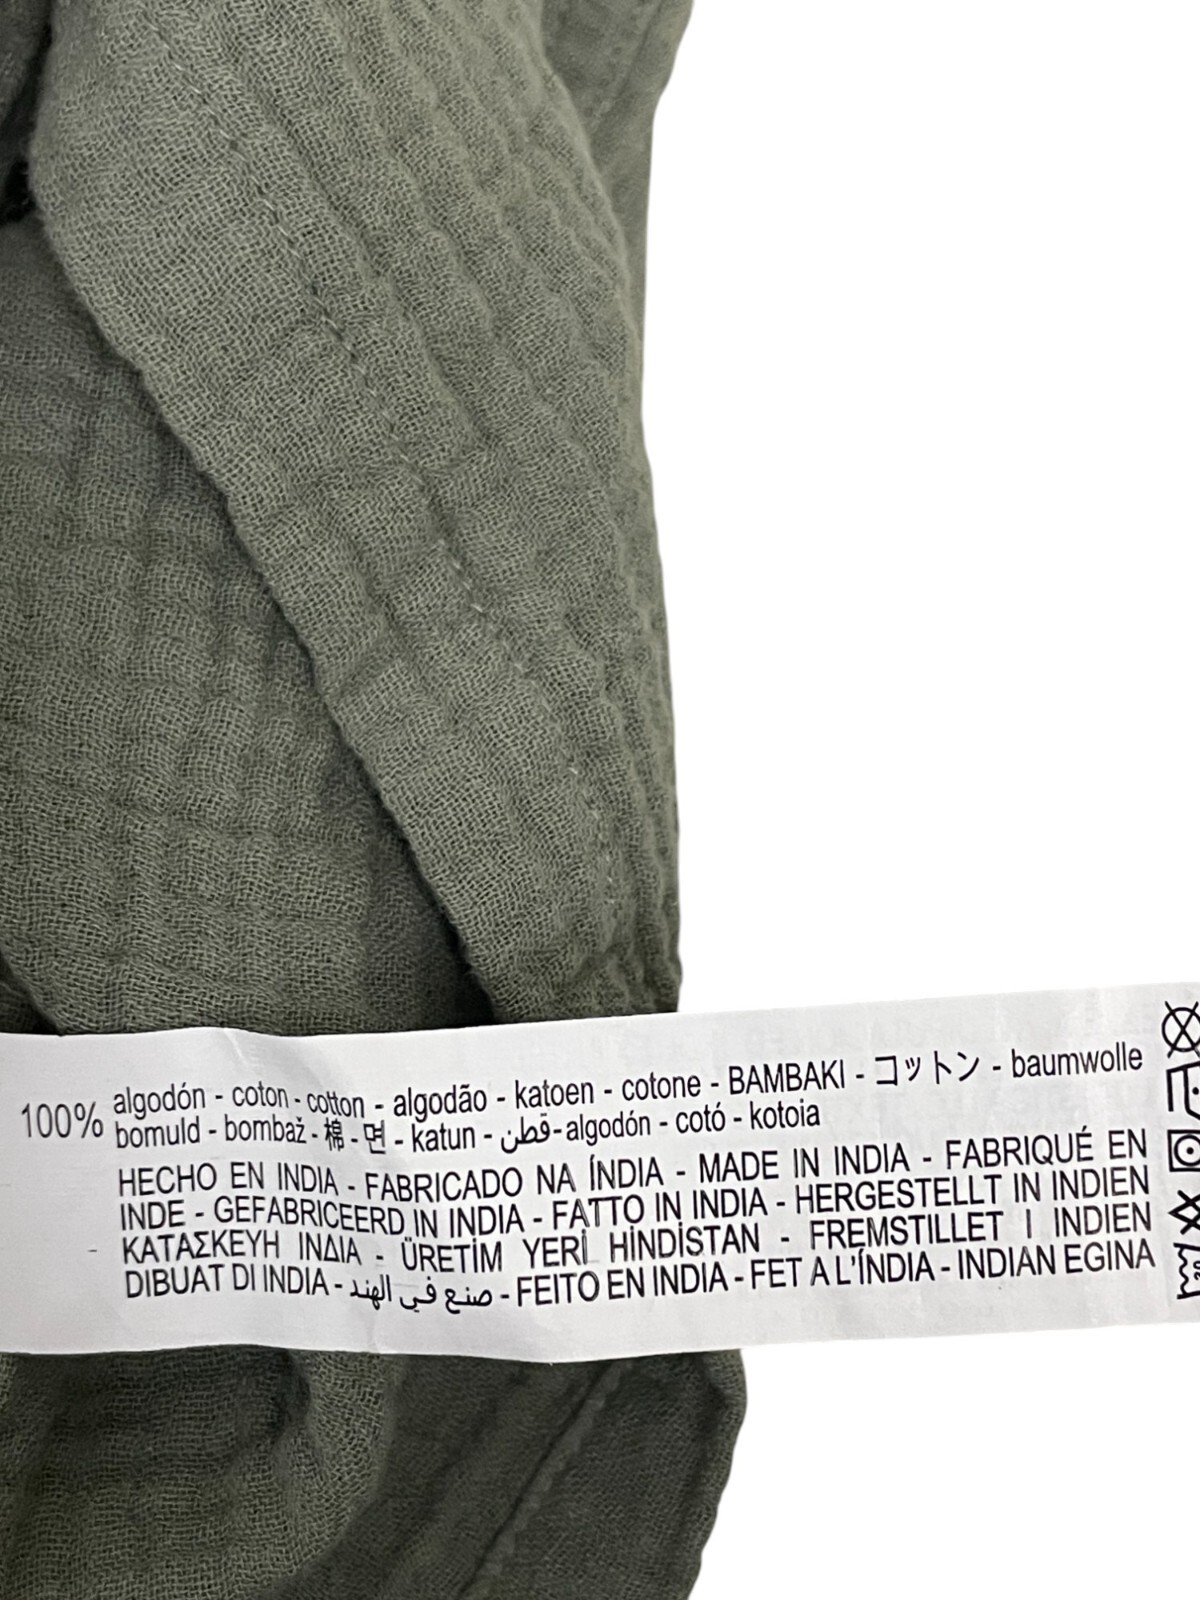 100% algodón - coton - cotton - algodão - katoen - cotone - BAMBAKI - コットン - baumwolle
bomuld - bombaž - 棉 - 면 - katun - قطن - algodón - cotó - kotoia
HECHO EN INDIA - FABRICADO NA ÍNDIA - MADE IN INDIA - FABRIQUÉ EN
INDE - GEFABRICEERD IN INDIA - FATTO IN INDIA - HERGESTELLT IN INDIEN
ΚΑΤΑΣΚΕΥΗ ΙΝΔΙΑ - ÜRETİM YERİ HİNDİSTAN - FREMSTILLET I INDIEN
DIBUAT DI INDIA - صنع في الهند - FEITO EN INDIA - FET A L'ÍNDIA - INDIAN EGINA